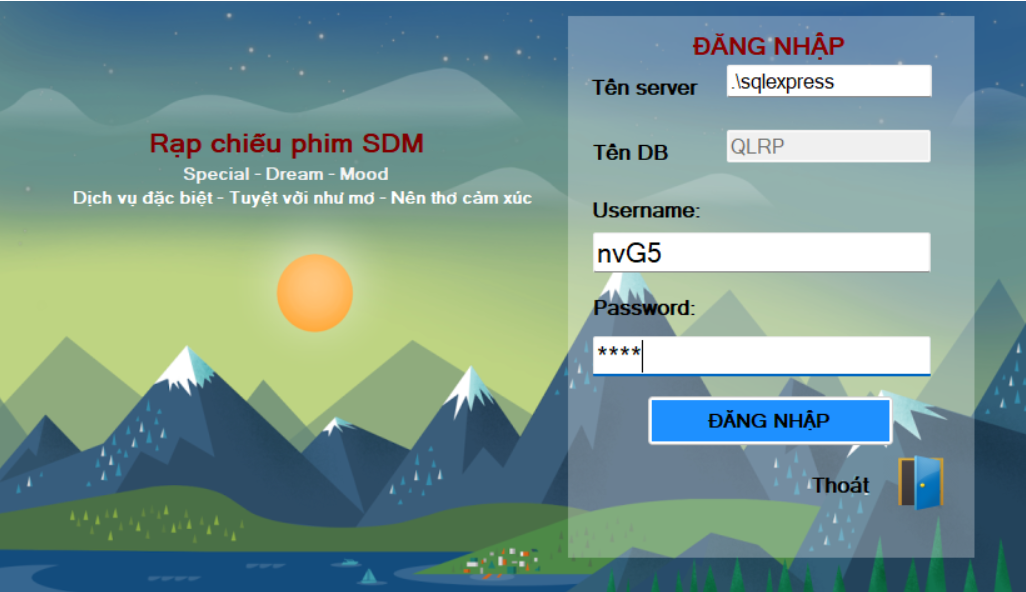 Rạp chiếu phim SDM
Special - Dream - Mood
Dịch vụ đặc biệt - Tuyệt vời như mơ - Nên thơ cảm xúc
ĐĂNG NHẬP
Tên server
.\sqlexpress
Tên DB
QLRP
Username:
nvG5
Password:
****
ĐĂNG NHẬP
Thoát